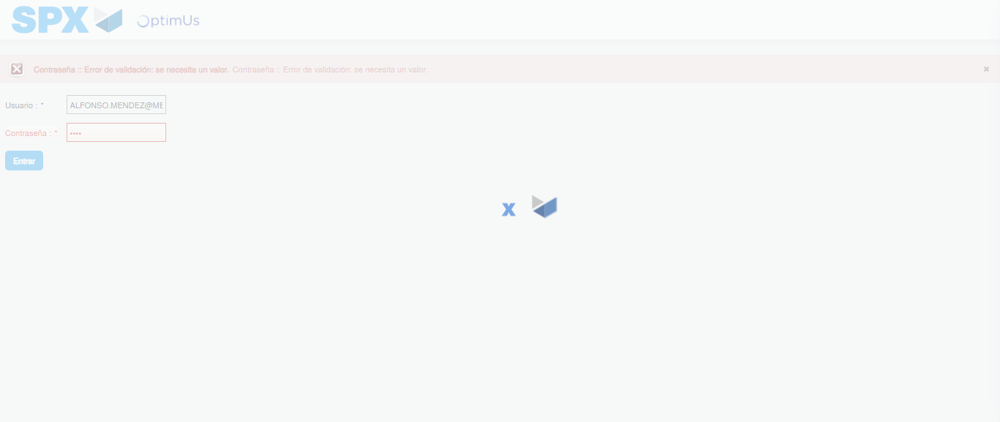 SPX OptimUs
Contraseña :: Error de validación: se necesita un valor. Contraseña :: Error de validación: se necesita un valor.
Usuario : * ALFONSO.MENDEZ@ME
Contraseña : * ••••
Entrar
X